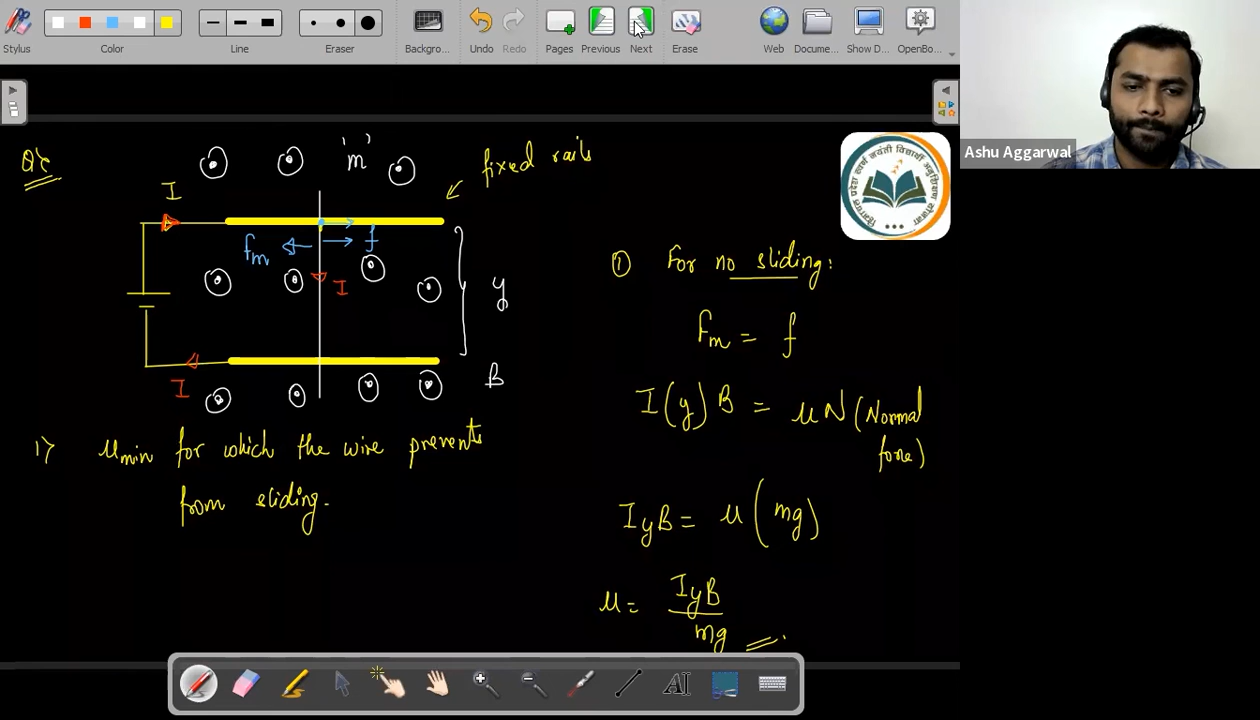 Stylus
Color
Line
Eraser
Backgro...
Undo
Redo
Pages
Previous
Next
Erase
Web
Docume...
Show D...
OpenBo...
Ashu Aggarwal
'm'
fixed rails
I
fm
f
I
y
I
B
1) μmin for which the wire prevents
from sliding.
① For no sliding:
Fm = f
I(y)B = μN (Normal
force)
IyB = μ(mg)
μ = IyB
mg
AI